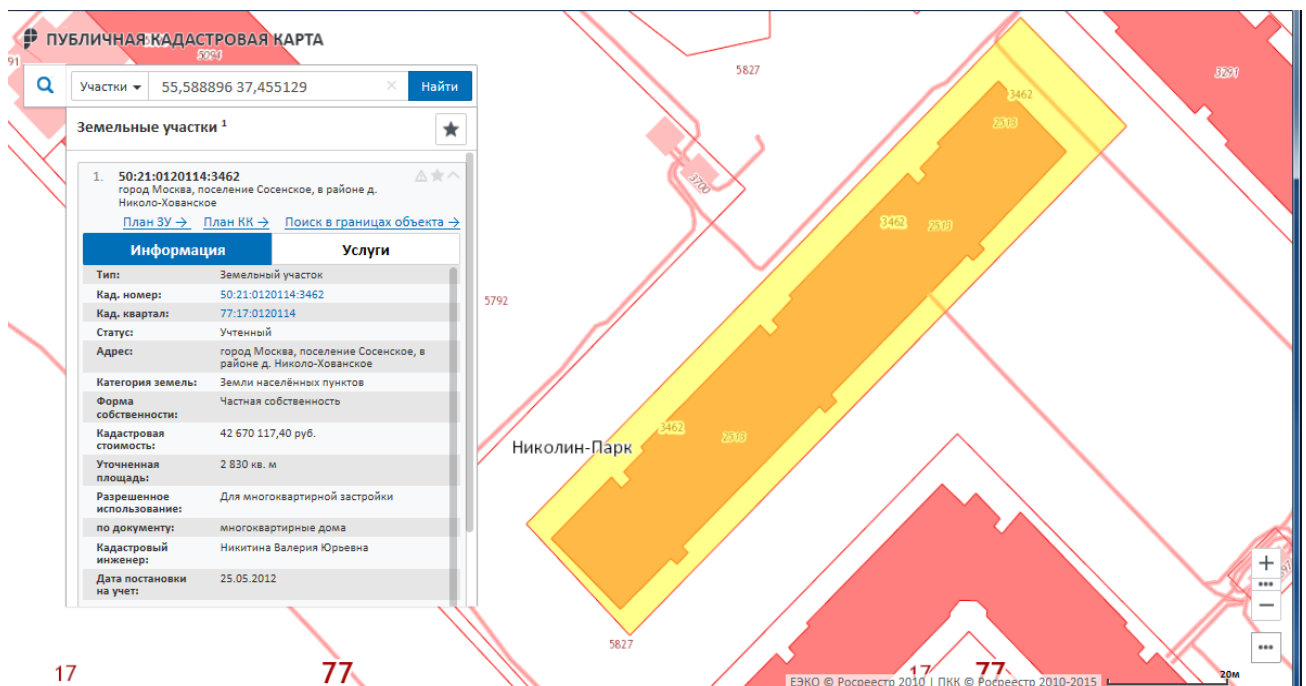 ПУБЛИЧНАЯ КАДАСТРОВАЯ КАРТА
5094
91
Участки
55,588896 37,455129
Найти
Земельные участки 1
1. 50:21:0120114:3462
город Москва, поселение Сосенское, в районе д.
Николо-Хованское
План ЗУ → План КК → Поиск в границах объекта →
Информация Услуги
Тип: Земельный участок
Кад. номер: 50:21:0120114:3462
Кад. квартал: 77:17:0120114
Статус: Учтенный
Адрес: город Москва, поселение Сосенское, в
районе д. Николо-Хованское
Категория земель: Земли населённых пунктов
Форма
собственности: Частная собственность
Кадастровая
стоимость: 42 670 117,40 руб.
Уточненная
площадь: 2 830 кв. м
Разрешенное
использование: Для многоквартирной застройки
по документу: многоквартирные дома
Кадастровый
инженер: Никитина Валерия Юрьевна
Дата постановки
на учет: 25.05.2012
5827
3291
3462
2513
3700
3462 2513
5792
3462 2513
Николин-Парк
5827
17 77 17 77
20м
ЕЭКО © Росреестр 2010 | ПКК © Росреестр 2010-2015